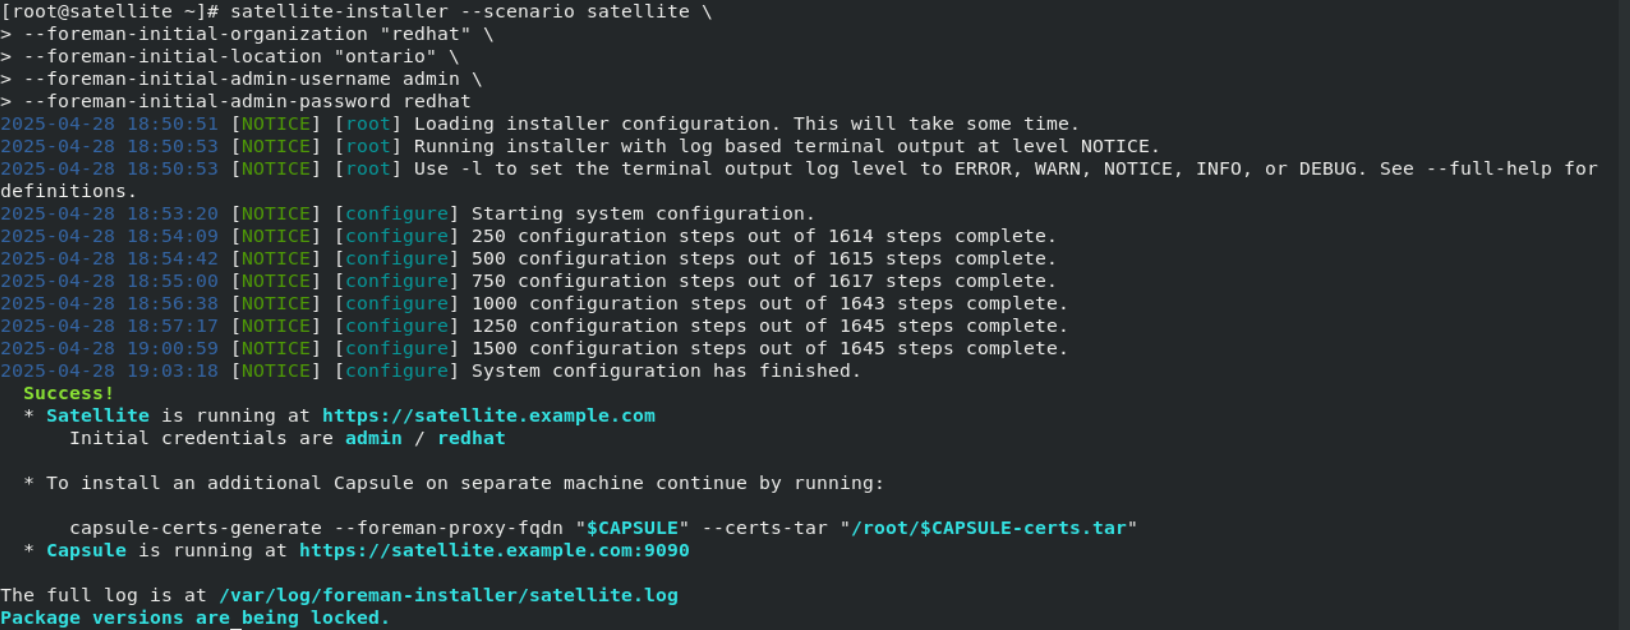 [root@satellite ~]# satellite-installer --scenario satellite \
> --foreman-initial-organization "redhat" \
> --foreman-initial-location "ontario" \
> --foreman-initial-admin-username admin \
> --foreman-initial-admin-password redhat
2025-04-28 18:50:51 [NOTICE] [root] Loading installer configuration. This will take some time.
2025-04-28 18:50:53 [NOTICE] [root] Running installer with log based terminal output at level NOTICE.
2025-04-28 18:50:53 [NOTICE] [root] Use -l to set the terminal output log level to ERROR, WARN, NOTICE, INFO, or DEBUG. See --full-help for
definitions.
2025-04-28 18:53:20 [NOTICE] [configure] Starting system configuration.
2025-04-28 18:54:09 [NOTICE] [configure] 250 configuration steps out of 1614 steps complete.
2025-04-28 18:54:42 [NOTICE] [configure] 500 configuration steps out of 1615 steps complete.
2025-04-28 18:55:00 [NOTICE] [configure] 750 configuration steps out of 1617 steps complete.
2025-04-28 18:56:38 [NOTICE] [configure] 1000 configuration steps out of 1643 steps complete.
2025-04-28 18:57:17 [NOTICE] [configure] 1250 configuration steps out of 1645 steps complete.
2025-04-28 19:00:59 [NOTICE] [configure] 1500 configuration steps out of 1645 steps complete.
2025-04-28 19:03:18 [NOTICE] [configure] System configuration has finished.
  Success!
  * Satellite is running at https://satellite.example.com
      Initial credentials are admin / redhat

  * To install an additional Capsule on separate machine continue by running:

      capsule-certs-generate --foreman-proxy-fqdn "$CAPSULE" --certs-tar "/root/$CAPSULE-certs.tar"
  * Capsule is running at https://satellite.example.com:9090

The full log is at /var/log/foreman-installer/satellite.log
Package versions are being locked.